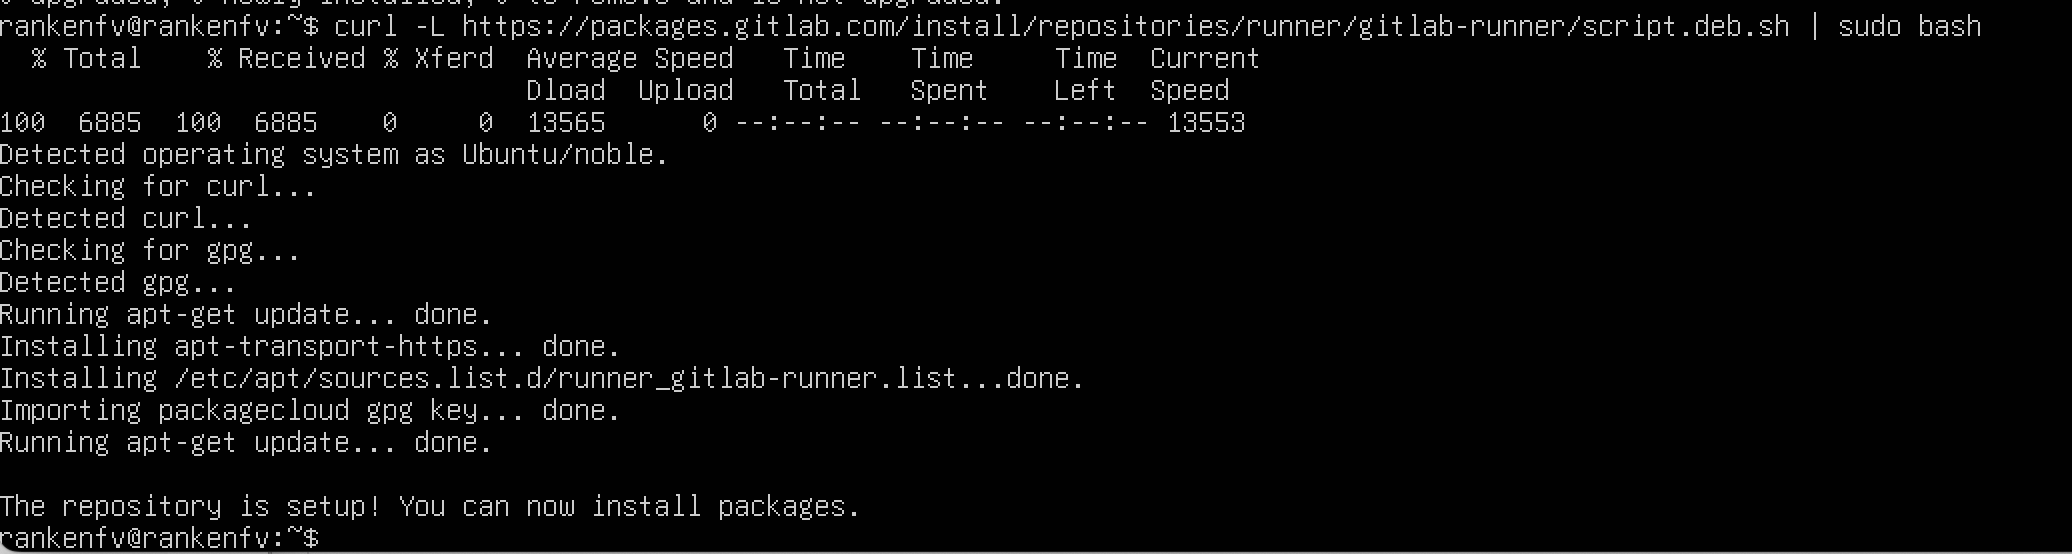 rankenfv@rankenfv:~$ curl -L https://packages.gitlab.com/install/repositories/runner/gitlab-runner/script.deb.sh | sudo bash
  % Total    % Received % Xferd  Average Speed   Time    Time     Time  Current
                                 Dload  Upload   Total   Spent    Left  Speed
100  6885  100  6885    0     0  13565      0 --:--:-- --:--:-- --:--:-- 13553
Detected operating system as Ubuntu/noble.
Checking for curl...
Detected curl...
Checking for gpg...
Detected gpg...
Running apt-get update... done.
Installing apt-transport-https... done.
Installing /etc/apt/sources.list.d/runner_gitlab-runner.list...done.
Importing packagecloud gpg key... done.
Running apt-get update... done.

The repository is setup! You can now install packages.
rankenfv@rankenfv:~$